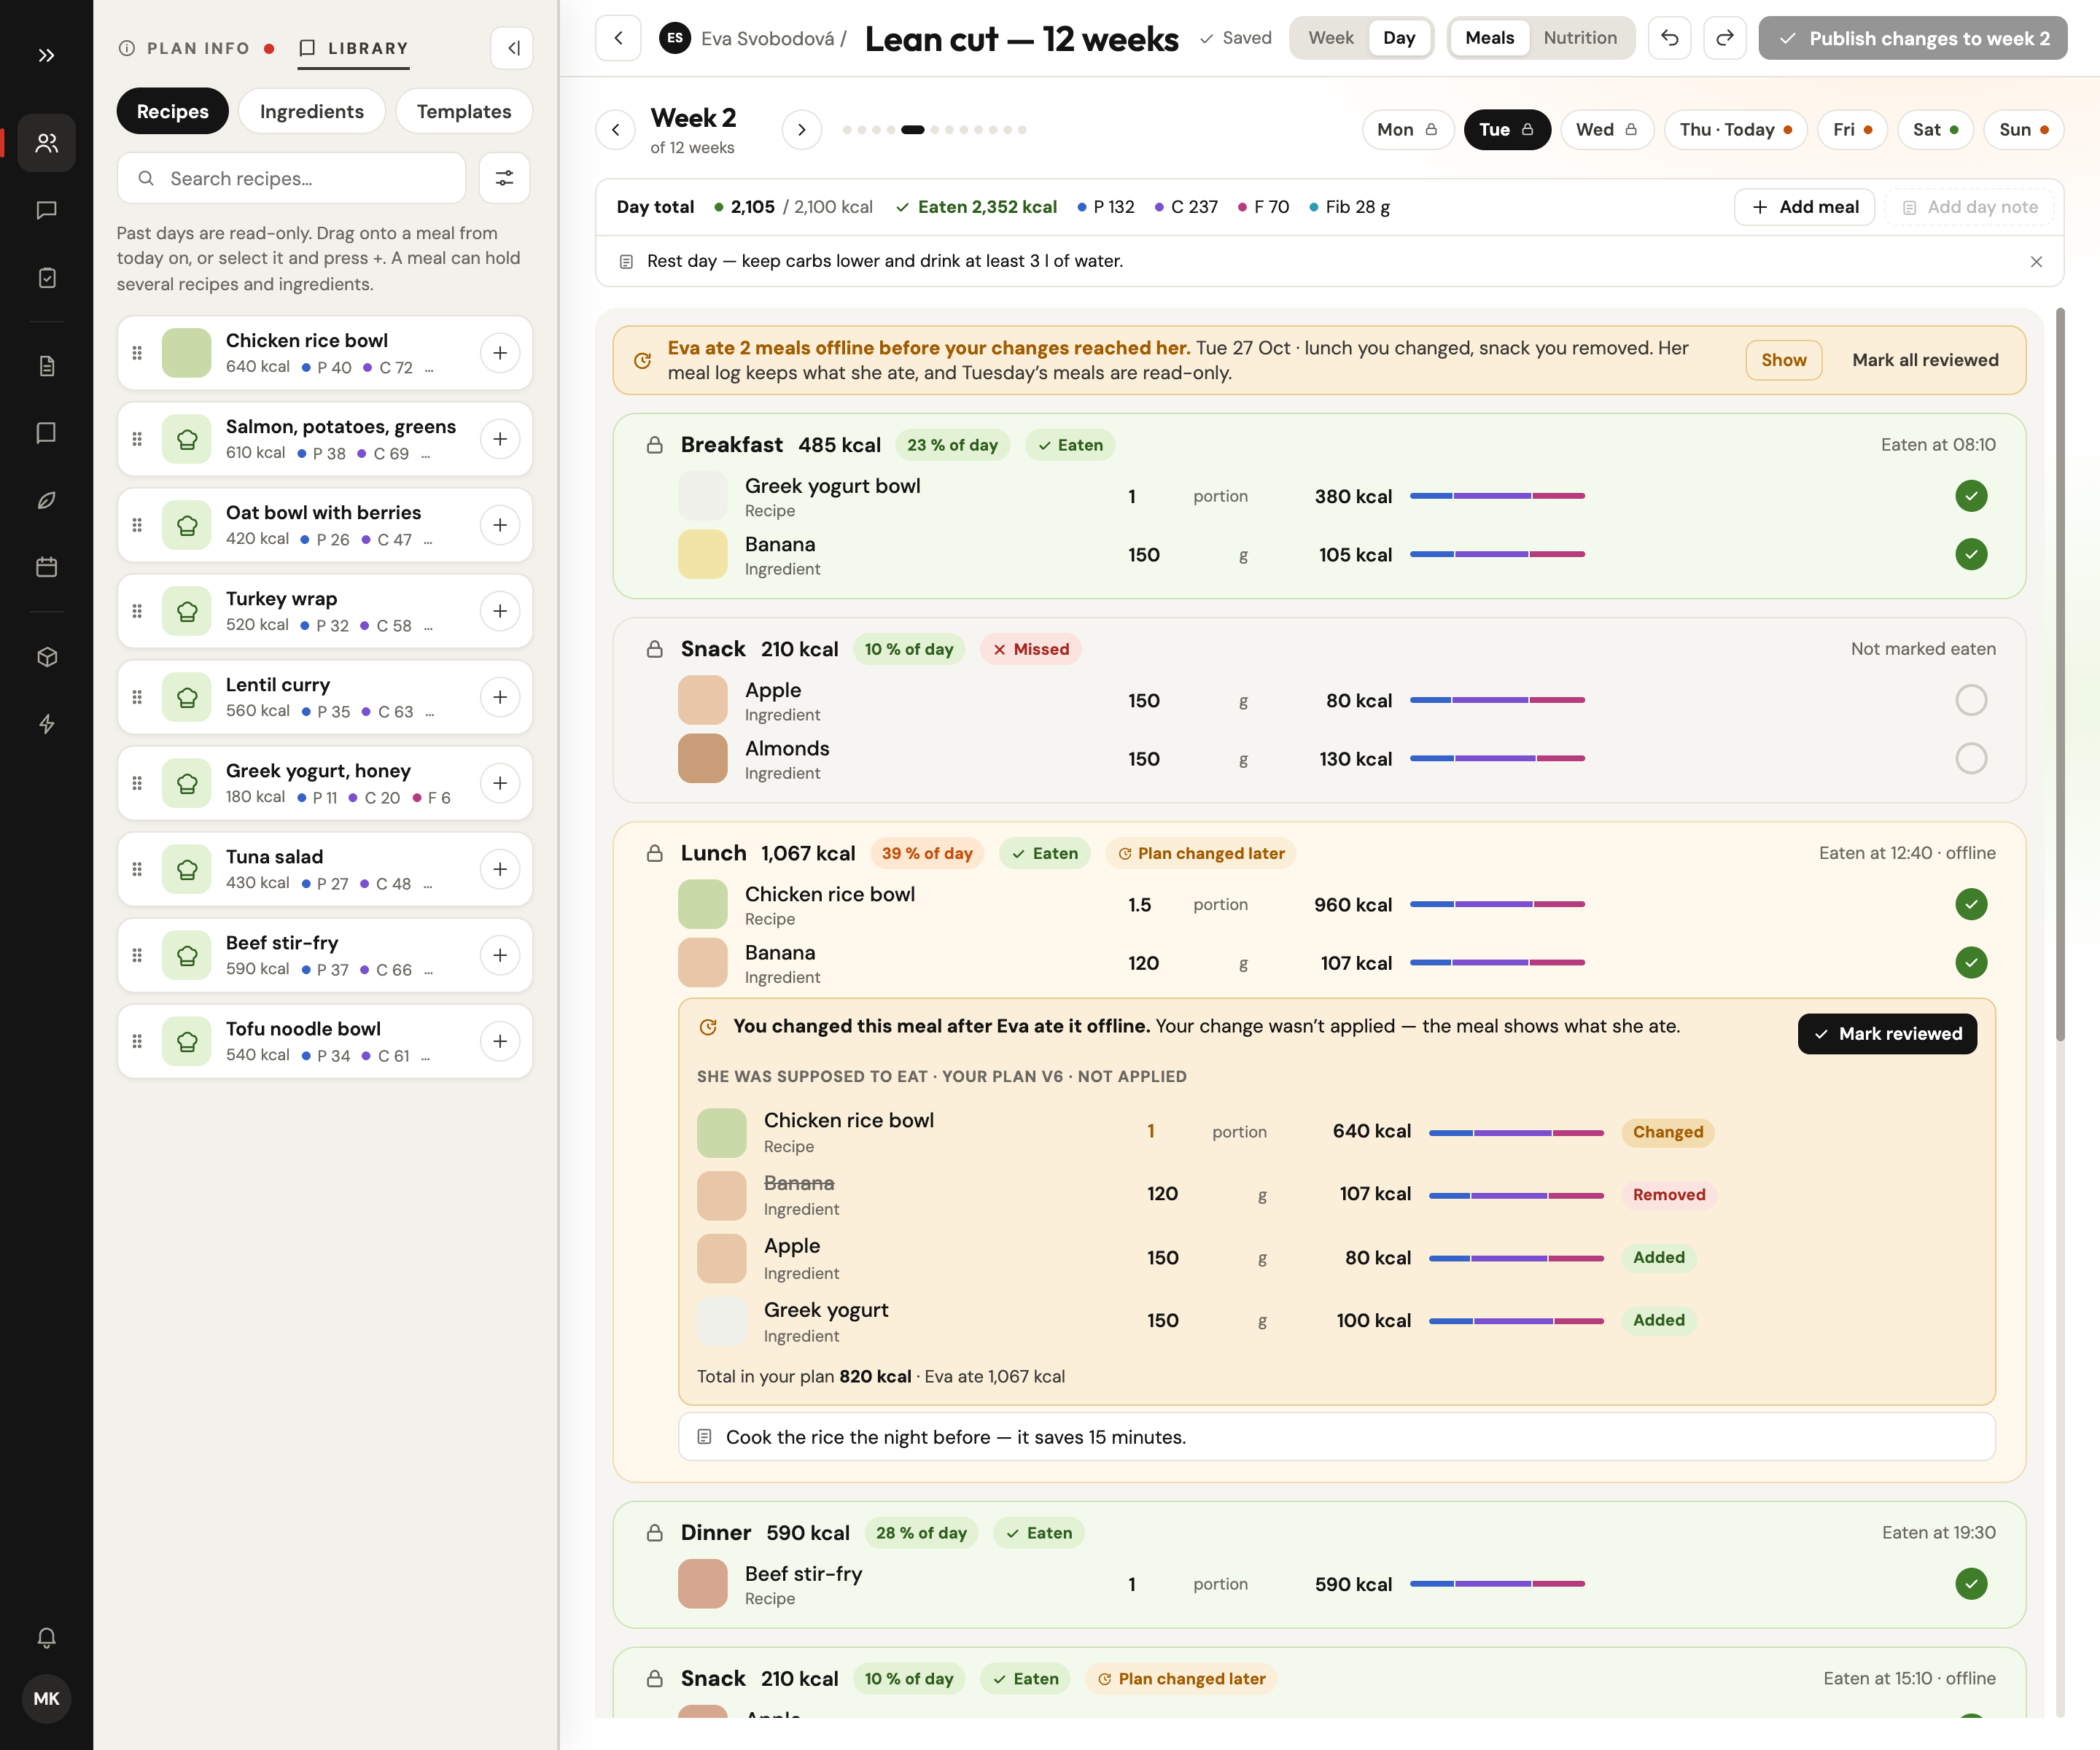 PLAN INFO
LIBRARY
Recipes
Ingredients
Templates
Search recipes...
Past days are read-only. Drag onto a meal from
today on, or select it and press +. A meal can hold
several recipes and ingredients.
Chicken rice bowl
640 kcal P 40 C 72 ...
Salmon, potatoes, greens
610 kcal P 38 C 69 ...
Oat bowl with berries
420 kcal P 26 C 47 ...
Turkey wrap
520 kcal P 32 C 58 ...
Lentil curry
560 kcal P 35 C 63 ...
Greek yogurt, honey
180 kcal P 11 C 20 F 6
Tuna salad
430 kcal P 27 C 48 ...
Beef stir-fry
590 kcal P 37 C 66 ...
Tofu noodle bowl
540 kcal P 34 C 61 ...
MK
ES Eva Svobodová / Lean cut — 12 weeks Saved Week Day Meals Nutrition Publish changes to week 2
Week 2
of 12 weeks
Mon Tue Wed Thu · Today Fri Sat Sun
Day total 2,105 / 2,100 kcal Eaten 2,352 kcal P 132 C 237 F 70 Fib 28 g Add meal Add day note
Rest day — keep carbs lower and drink at least 3 l of water.
Eva ate 2 meals offline before your changes reached her. Tue 27 Oct · lunch you changed, snack you removed. Her
meal log keeps what she ate, and Tuesday's meals are read-only.
Show Mark all reviewed
Breakfast 485 kcal 23 % of day Eaten Eaten at 08:10
Greek yogurt bowl
Recipe
1 portion 380 kcal
Banana
Ingredient
150 g 105 kcal
Snack 210 kcal 10 % of day Missed Not marked eaten
Apple
Ingredient
150 g 80 kcal
Almonds
Ingredient
150 g 130 kcal
Lunch 1,067 kcal 39 % of day Eaten Plan changed later Eaten at 12:40 · offline
Chicken rice bowl
Recipe
1.5 portion 960 kcal
Banana
Ingredient
120 g 107 kcal
You changed this meal after Eva ate it offline. Your change wasn't applied — the meal shows what she ate. Mark reviewed
SHE WAS SUPPOSED TO EAT · YOUR PLAN V6 · NOT APPLIED
Chicken rice bowl
Recipe
1 portion 640 kcal Changed
Banana
Ingredient
120 g 107 kcal Removed
Apple
Ingredient
150 g 80 kcal Added
Greek yogurt
Ingredient
150 g 100 kcal Added
Total in your plan 820 kcal · Eva ate 1,067 kcal
Cook the rice the night before — it saves 15 minutes.
Dinner 590 kcal 28 % of day Eaten Eaten at 19:30
Beef stir-fry
Recipe
1 portion 590 kcal
Snack 210 kcal 10 % of day Eaten Plan changed later Eaten at 15:10 · offline